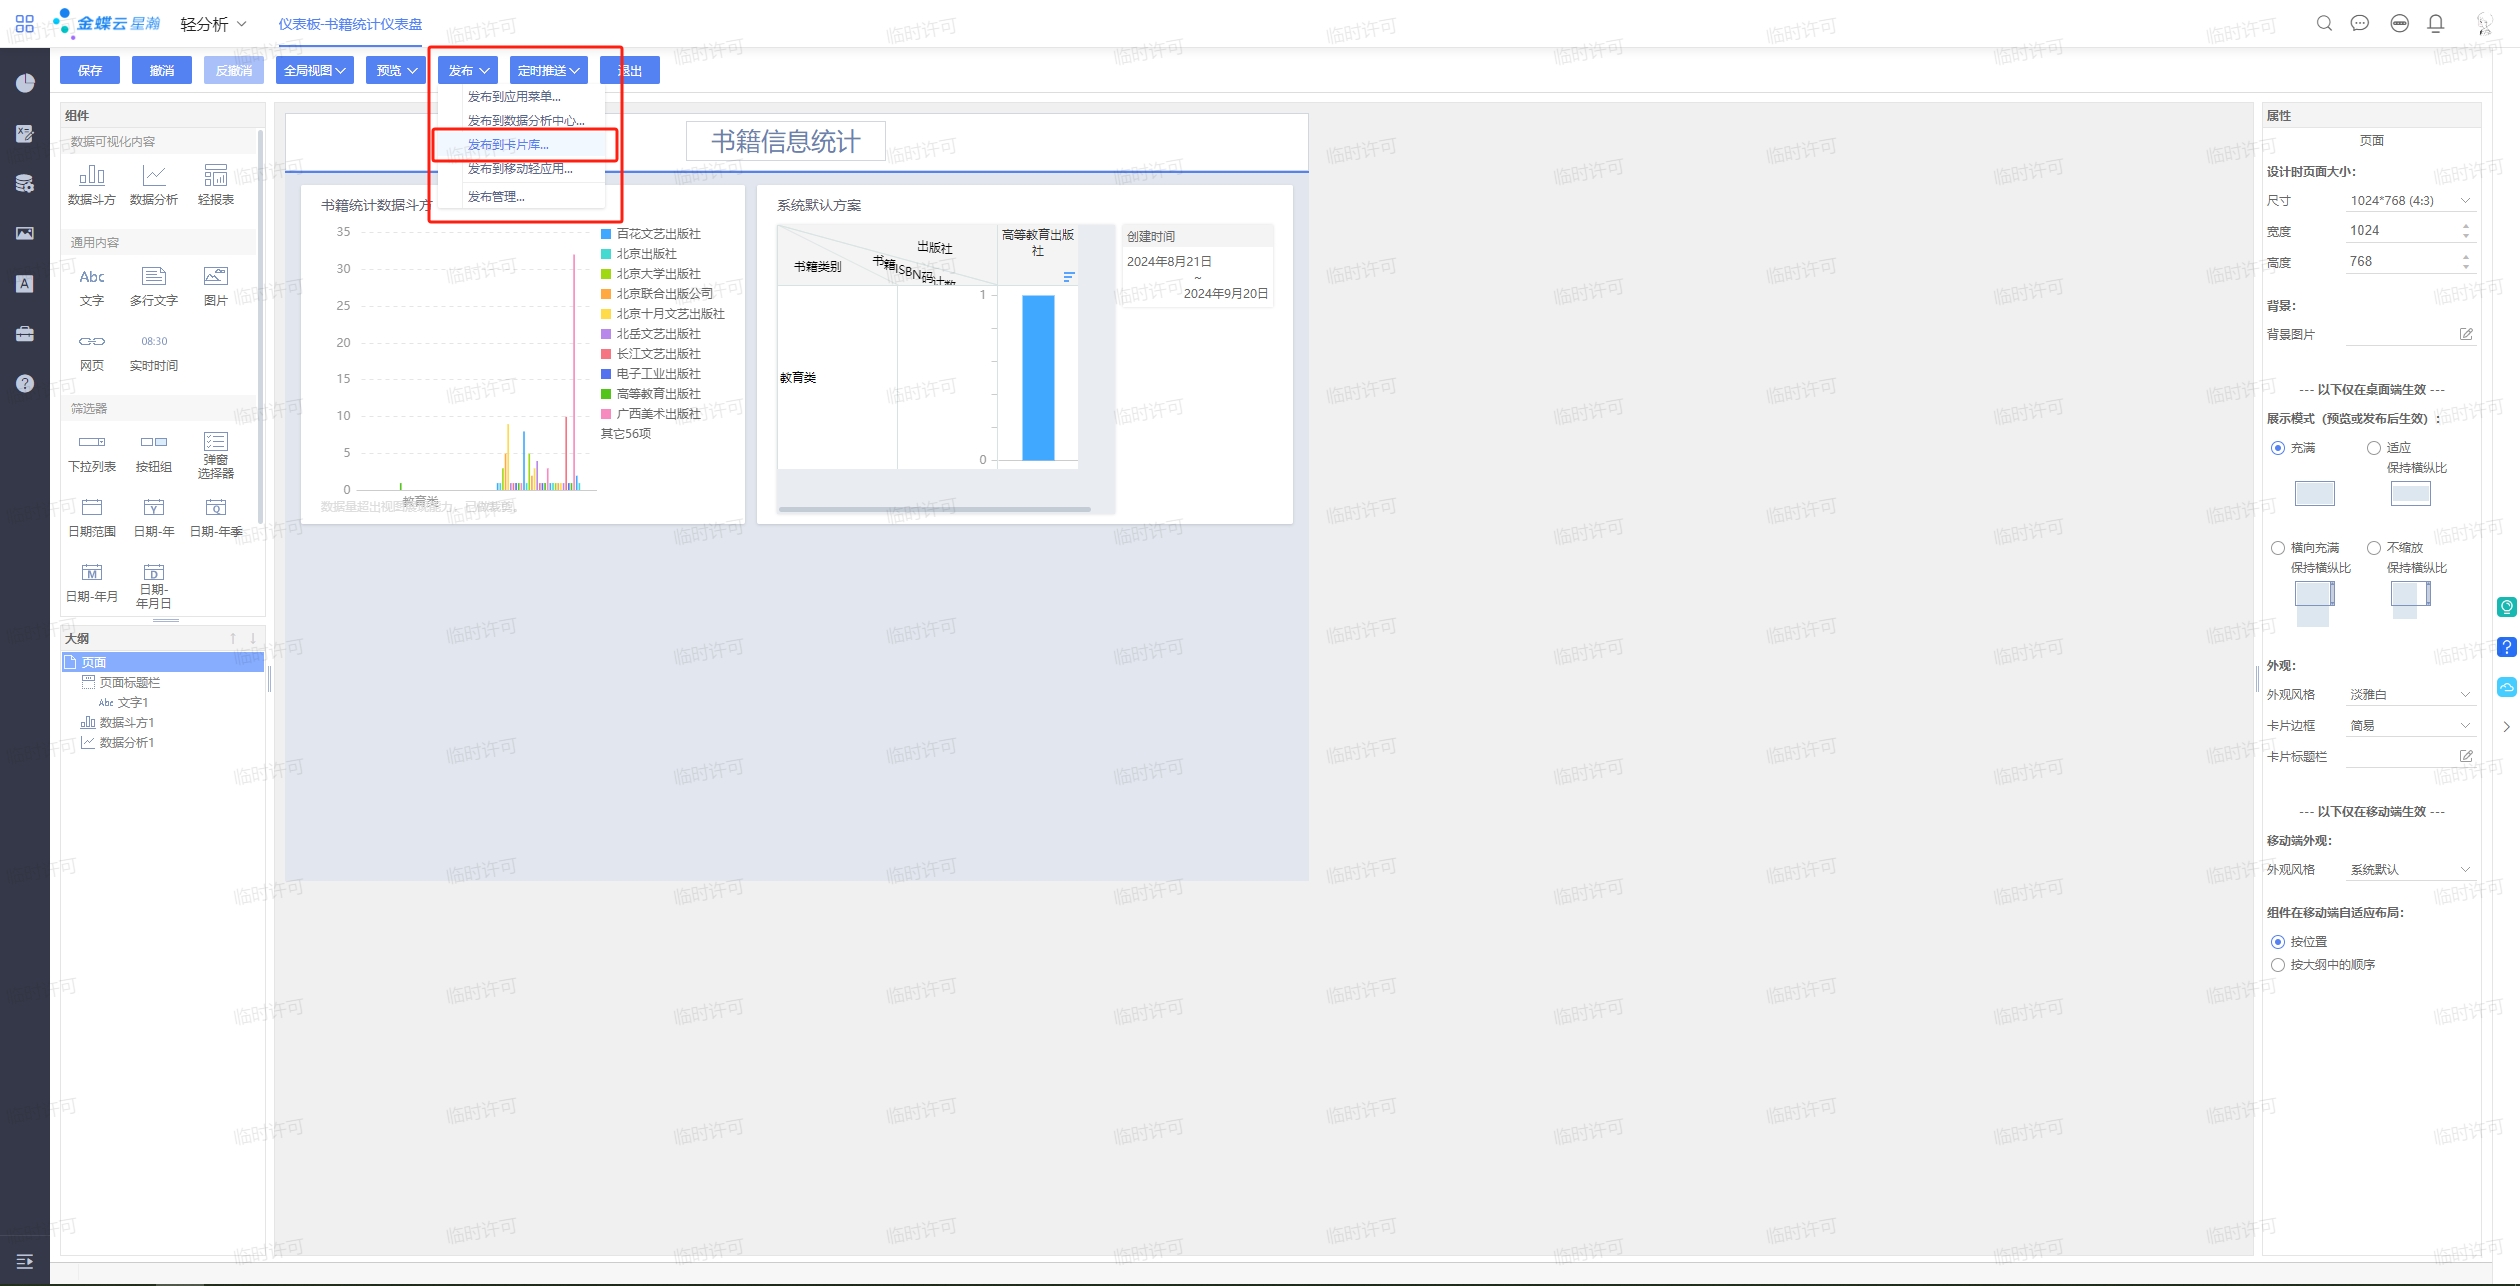 金蝶云 星瀚
轻分析
仪表板-书籍统计仪表盘
保存
撤消
反撤消
全局视图
预览
发布
定时推送
退出
发布到应用菜单...
发布到数据分析中心...
发布到卡片库...
发布到移动轻应用...
发布管理...
组件
数据可视化内容
数据斗方
数据分析
轻报表
通用内容
Abc
文字
多行文字
图片
网页
08:30
实时时间
筛选器
下拉列表
按钮组
弹窗
选择器
日期范围
Y
日期-年
Q
日期-年季
M
日期-年月
D
日期-
年月日
大纲
页面
页面标题栏
Abc 文字1
数据斗方1
数据分析1
书籍信息统计
书籍统计数据斗方
35
30
25
20
15
10
5
0
教育类
百花文艺出版社
北京出版社
北京大学出版社
北京联合出版公司
北京十月文艺出版社
北岳文艺出版社
长江文艺出版社
电子工业出版社
高等教育出版社
广西美术出版社
其它56项
系统默认方案
出版社
书籍ISBN码计数
书籍类别
高等教育出版
社
教育类
1
0
创建时间
2024年8月21日
~
2024年9月20日
属性
页面
设计时页面大小:
尺寸
1024*768 (4:3)
宽度
1024
高度
768
背景:
背景图片
--- 以下仅在桌面端生效 ---
展示模式（预览或发布后生效）:
充满
适应
保持横纵比
横向充满
保持横纵比
不缩放
保持横纵比
外观:
外观风格
淡雅白
卡片边框
简易
卡片标题栏
--- 以下仅在移动端生效 ---
移动端外观:
外观风格
系统默认
组件在移动端自适应布局:
按位置
按大纲中的顺序
临时许可